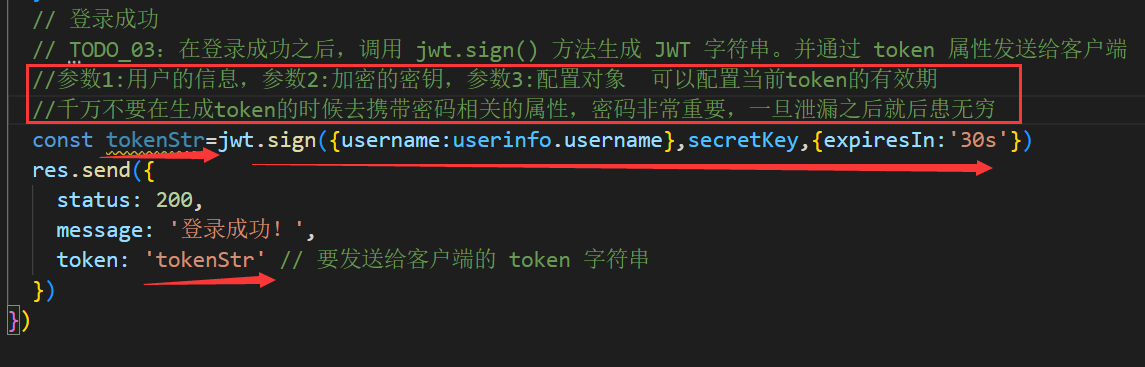 // 登录成功
// TODO_03：在登录成功之后，调用 jwt.sign() 方法生成 JWT 字符串。并通过 token 属性发送给客户端
//参数1:用户的信息，参数2:加密的密钥，参数3:配置对象  可以配置当前token的有效期
//千万不要在生成token的时候去携带密码相关的属性，密码非常重要，一旦泄漏之后就后患无穷
const tokenStr=jwt.sign({username:userinfo.username},secretKey,{expiresIn:'30s'})
res.send({
status: 200,
message: '登录成功！',
token: 'tokenStr' // 要发送给客户端的 token 字符串
})
})